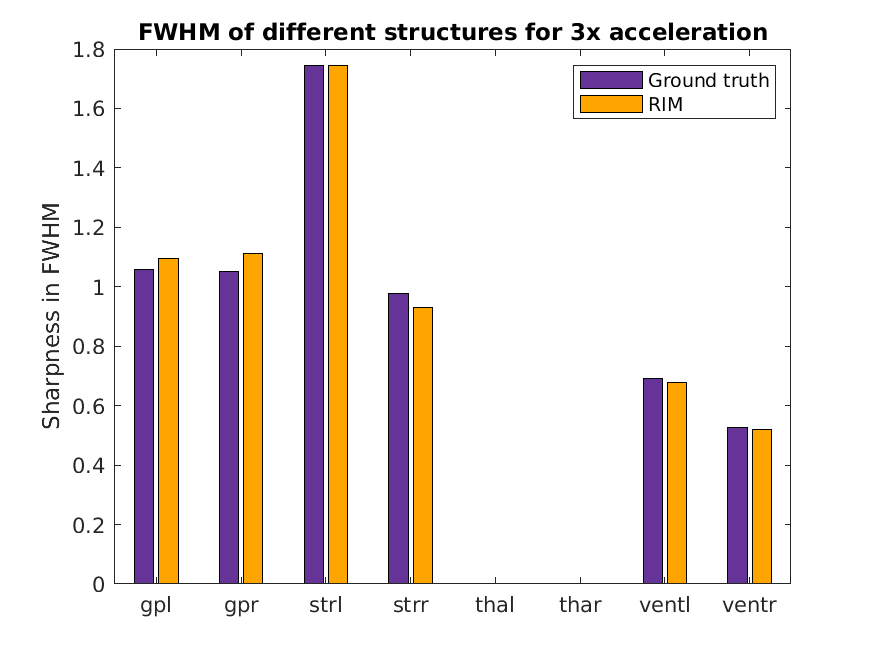 FWHM of different structures for 3x acceleration
1.8
1.6
1.4
1.2
1
0.8
0.6
0.4
0.2
0
Sharpness in FWHM
Ground truth
RIM
gpl gpr strl strr thal thar ventl ventr